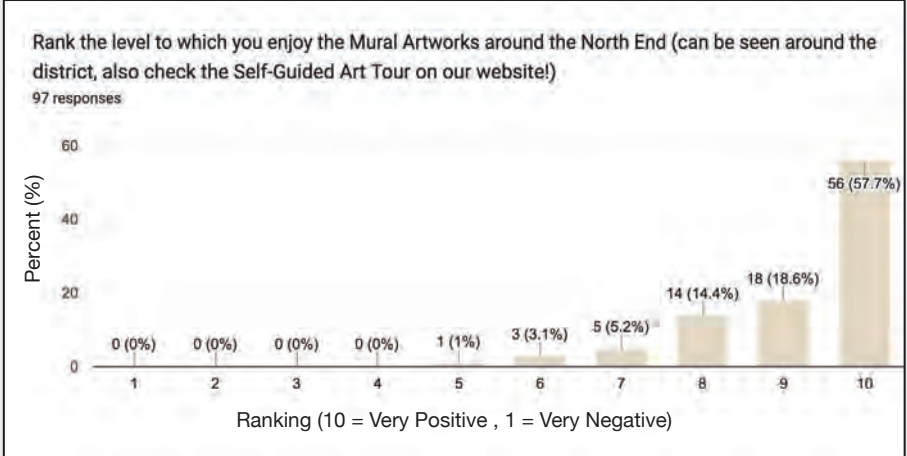 Rank the level to which you enjoy the Mural Artworks around the North End (can be seen around the
district, also check the Self-Guided Art Tour on our website!)
97 responses
Percent (%)
60
40
20
0
0 (0%)
0 (0%)
0 (0%)
0 (0%)
1 (1%)
3 (3.1%)
5 (5.2%)
14 (14.4%)
18 (18.6%)
56 (57.7%)
1 2 3 4 5 6 7 8 9 10
Ranking (10 = Very Positive , 1 = Very Negative)